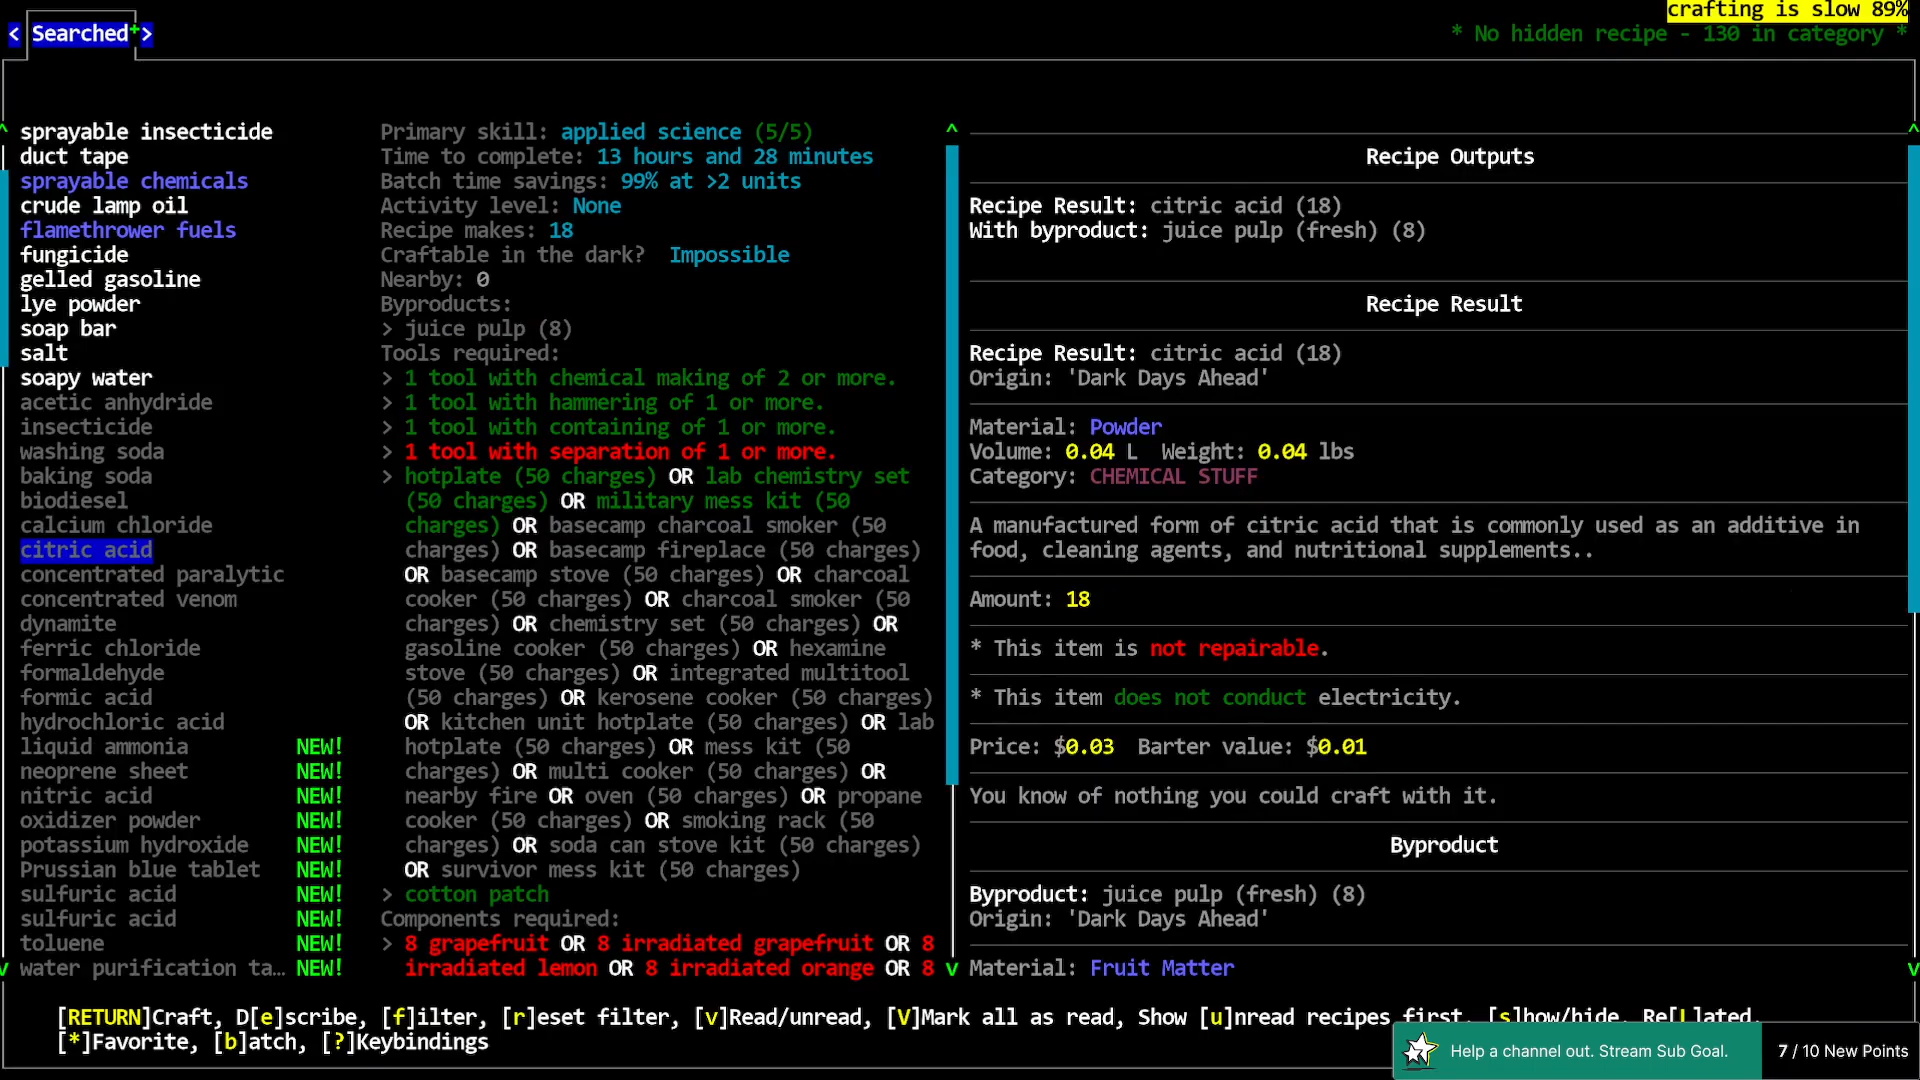 crafting is slow 89%
< Searched+>
* No hidden recipe - 130 in category *
sprayable insecticide
duct tape
sprayable chemicals
crude lamp oil
flamethrower fuels
fungicide
gelled gasoline
lye powder
soap bar
salt
soapy water
acetic anhydride
insecticide
washing soda
baking soda
biodiesel
calcium chloride
citric acid
concentrated paralytic
concentrated venom
dynamite
ferric chloride
formaldehyde
formic acid
hydrochloric acid
liquid ammonia NEW!
neoprene sheet NEW!
nitric acid NEW!
oxidizer powder NEW!
potassium hydroxide NEW!
Prussian blue tablet NEW!
sulfuric acid NEW!
sulfuric acid NEW!
toluene NEW!
water purification ta… NEW!
Primary skill: applied science (5/5)
Time to complete: 13 hours and 28 minutes
Batch time savings: 99% at >2 units
Activity level: None
Recipe makes: 18
Craftable in the dark? Impossible
Nearby: 0
Byproducts:
> juice pulp (8)
Tools required:
> 1 tool with chemical making of 2 or more.
> 1 tool with hammering of 1 or more.
> 1 tool with containing of 1 or more.
> 1 tool with separation of 1 or more.
> hotplate (50 charges) OR lab chemistry set
(50 charges) OR military mess kit (50
charges) OR basecamp charcoal smoker (50
charges) OR basecamp fireplace (50 charges)
OR basecamp stove (50 charges) OR charcoal
cooker (50 charges) OR charcoal smoker (50
charges) OR chemistry set (50 charges) OR
gasoline cooker (50 charges) OR hexamine
stove (50 charges) OR integrated multitool
(50 charges) OR kerosene cooker (50 charges)
OR kitchen unit hotplate (50 charges) OR lab
hotplate (50 charges) OR mess kit (50
charges) OR multi cooker (50 charges) OR
nearby fire OR oven (50 charges) OR propane
cooker (50 charges) OR smoking rack (50
charges) OR soda can stove kit (50 charges)
OR survivor mess kit (50 charges)
> cotton patch
Components required:
> 8 grapefruit OR 8 irradiated grapefruit OR 8
irradiated lemon OR 8 irradiated orange OR 8
Recipe Outputs
Recipe Result: citric acid (18)
With byproduct: juice pulp (fresh) (8)
Recipe Result
Recipe Result: citric acid (18)
Origin: 'Dark Days Ahead'
Material: Powder
Volume: 0.04 L Weight: 0.04 lbs
Category: CHEMICAL STUFF
A manufactured form of citric acid that is commonly used as an additive in
food, cleaning agents, and nutritional supplements..
Amount: 18
* This item is not repairable.
* This item does not conduct electricity.
Price: $0.03 Barter value: $0.01
You know of nothing you could craft with it.
Byproduct
Byproduct: juice pulp (fresh) (8)
Origin: 'Dark Days Ahead'
Material: Fruit Matter
[RETURN]Craft, D[e]scribe, [f]ilter, [r]eset filter, [v]Read/unread, [V]Mark all as read, Show [u]nread recipes first, [s]how/hide, Re[L]ated,
[*]Favorite, [b]atch, [?]Keybindings
Help a channel out. Stream Sub Goal.
7 / 10 New Points